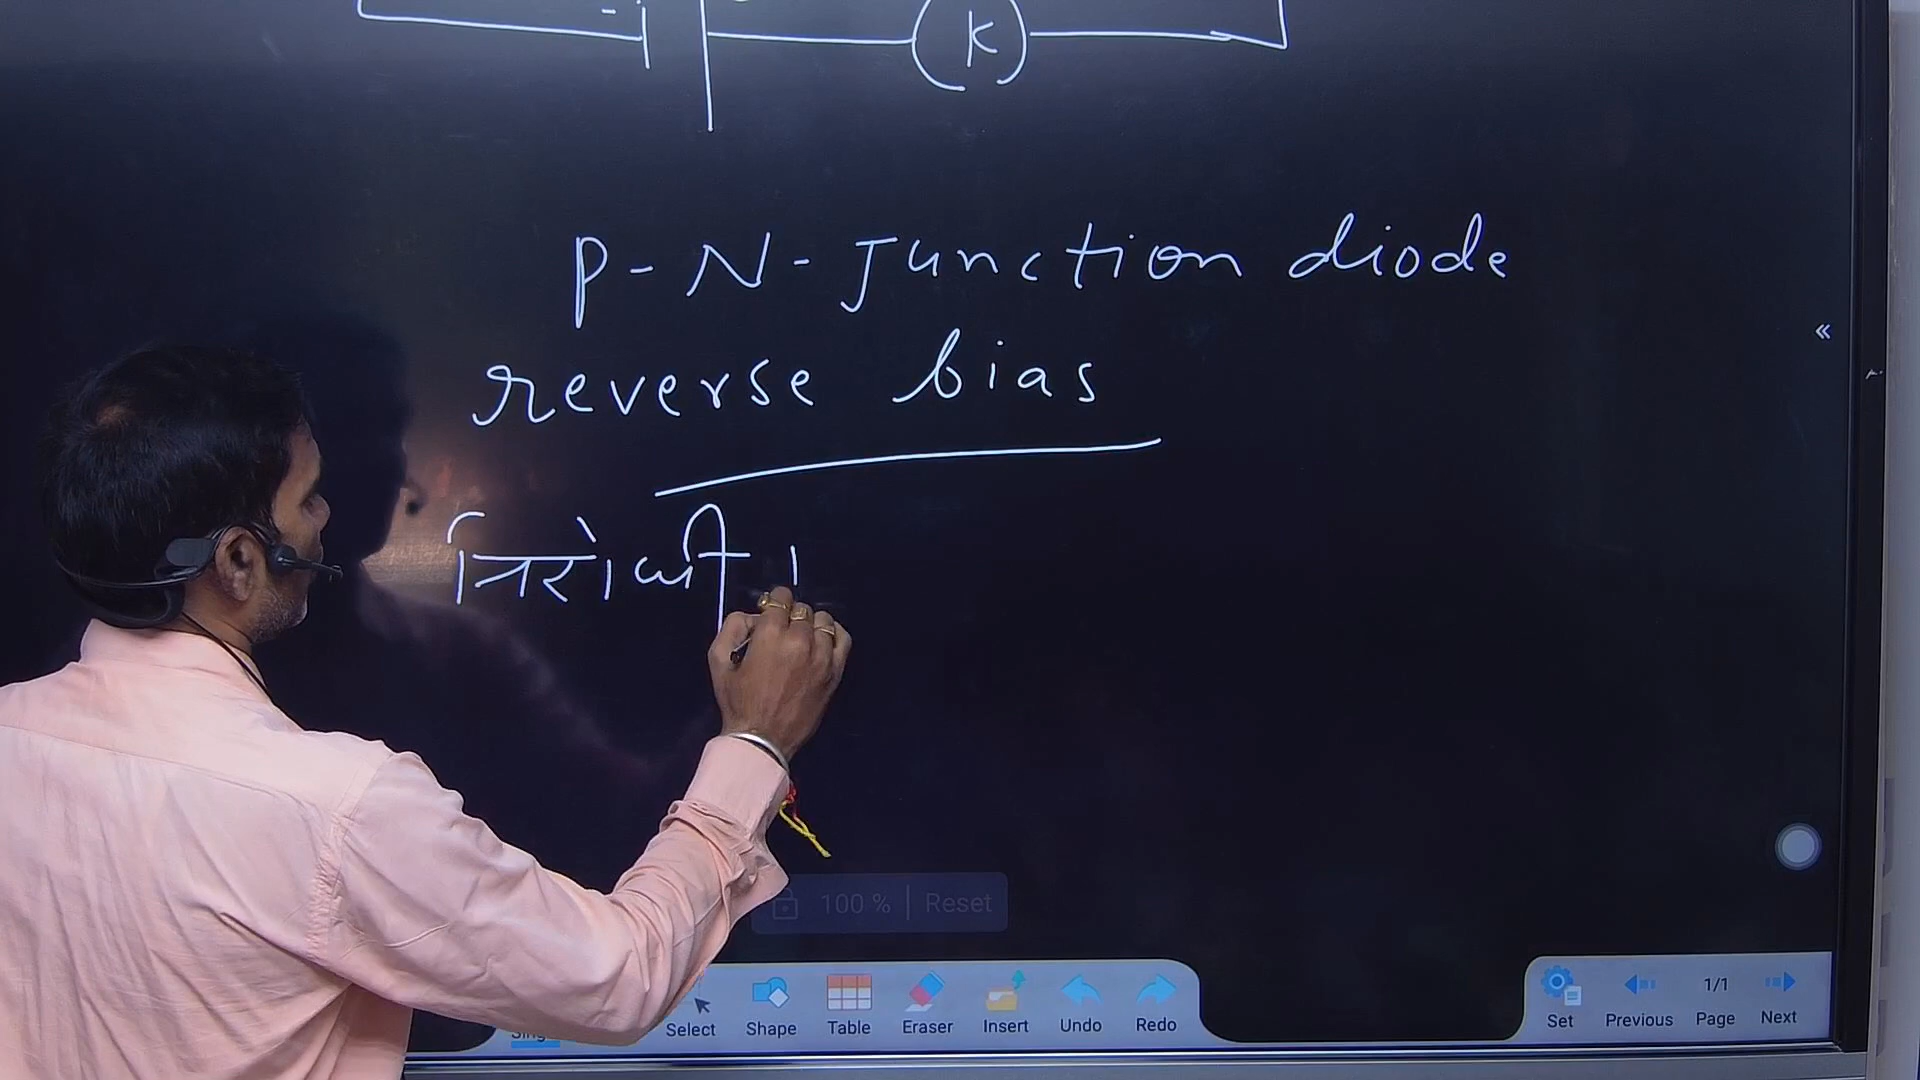 - K
P-N-Junction diode
reverse bias
निरोधी
100 % | Reset
Select Shape Table Eraser Insert Undo Redo
Set Previous 1/1 Page Next